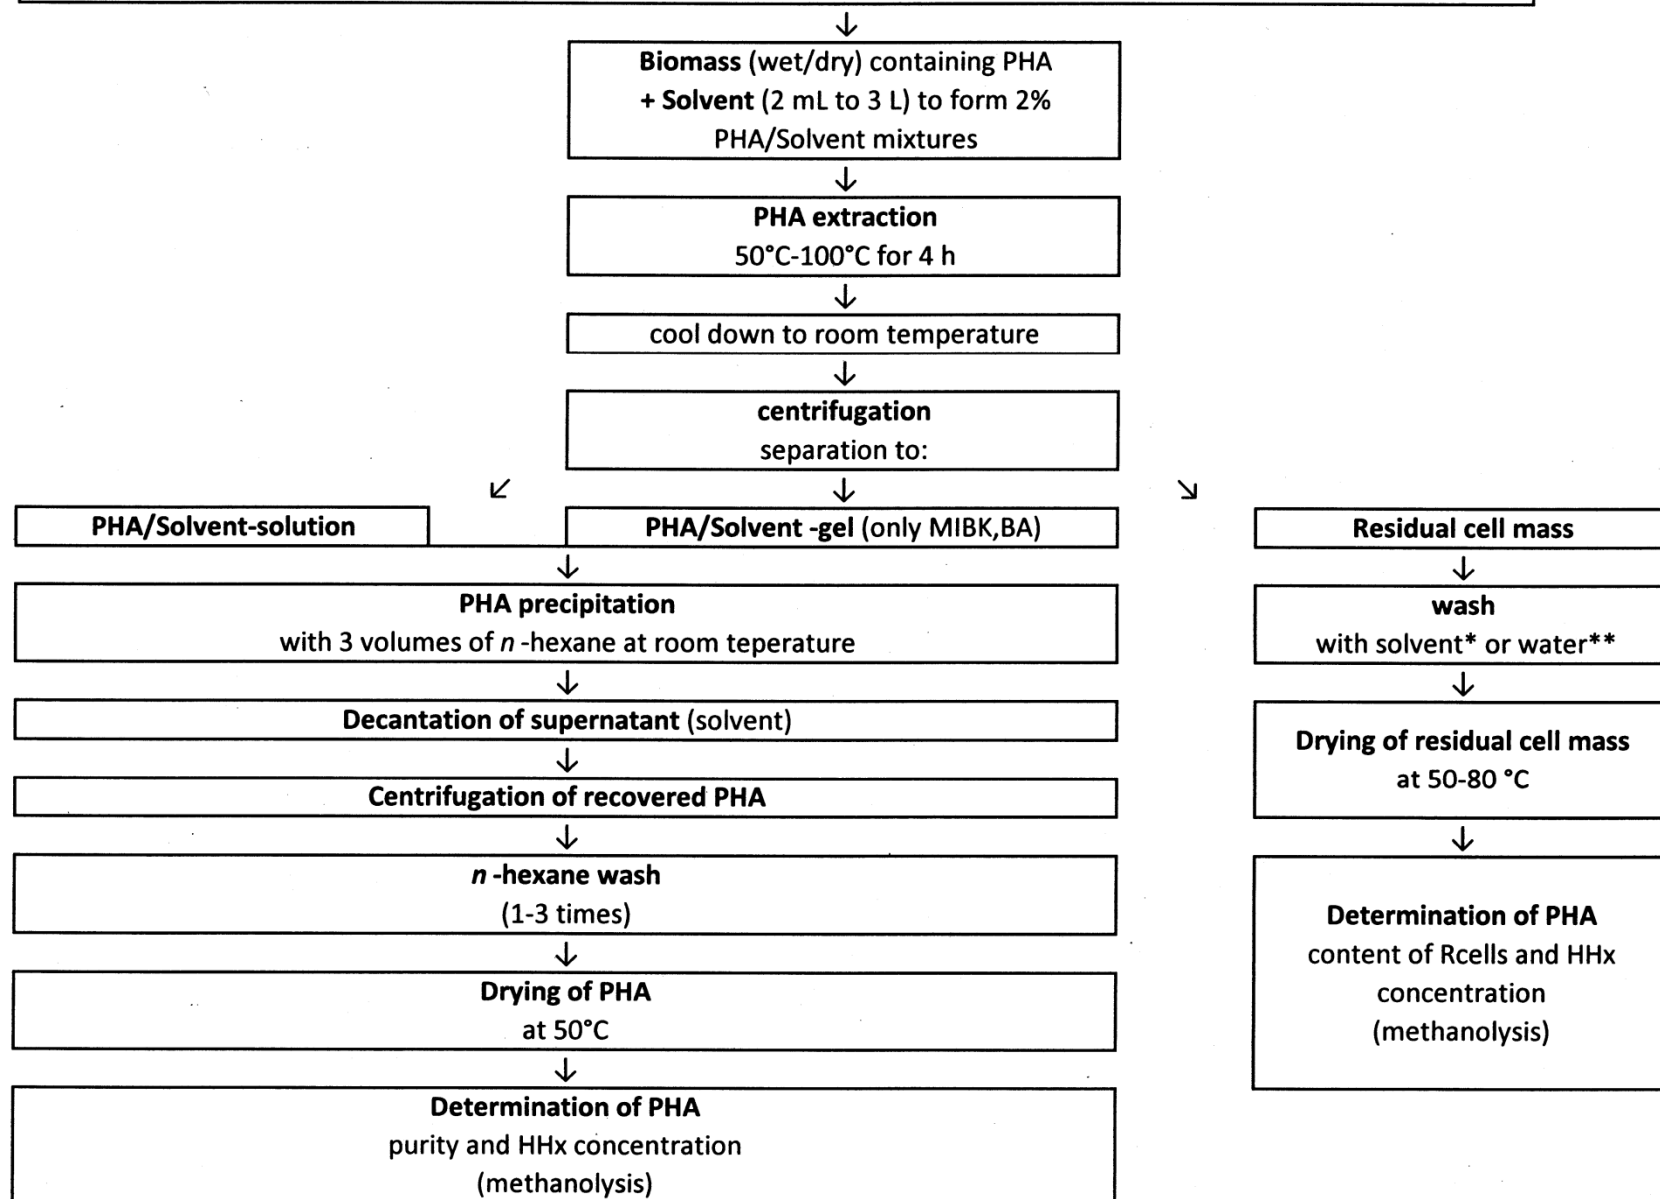 Biomass (wet/dry) containing PHA
+ Solvent (2 mL to 3 L) to form 2%
PHA/Solvent mixtures
PHA extraction
50°C-100°C for 4 h
cool down to room temperature
centrifugation
separation to:
PHA/Solvent-solution
PHA/Solvent -gel (only MIBK,BA)
PHA precipitation
with 3 volumes of n -hexane at room teperature
Decantation of supernatant (solvent)
Centrifugation of recovered PHA
n -hexane wash
(1-3 times)
Drying of PHA
at 50°C
Determination of PHA
purity and HHx concentration
(methanolysis)
Residual cell mass
wash
with solvent* or water**
Drying of residual cell mass
at 50-80 °C
Determination of PHA
content of Rcells and HHx
concentration
(methanolysis)